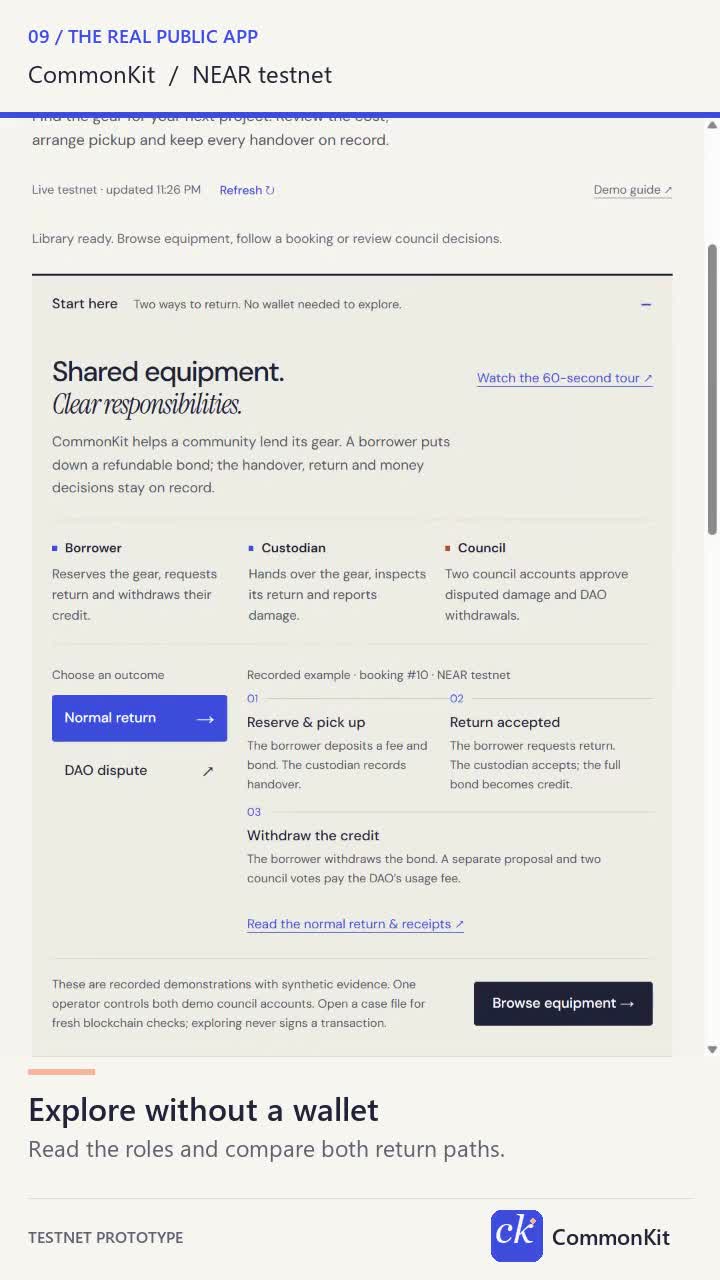 09 / THE REAL PUBLIC APP
CommonKit / NEAR testnet
Find the gear for your next project. Review the cost,
arrange pickup and keep every handover on record.
Live testnet · updated 11:26 PM Refresh ↻
Demo guide ↗
Library ready. Browse equipment, follow a booking or review council decisions.
Start here Two ways to return. No wallet needed to explore. –
Shared equipment.
Clear responsibilities.
Watch the 60-second tour ↗
CommonKit helps a community lend its gear. A borrower puts
down a refundable bond; the handover, return and money
decisions stay on record.
Borrower
Reserves the gear, requests
return and withdraws their
credit.
Custodian
Hands over the gear, inspects
its return and reports
damage.
Council
Two council accounts approve
disputed damage and DAO
withdrawals.
Choose an outcome
Normal return →
DAO dispute ↗
Recorded example · booking #10 · NEAR testnet
01
Reserve & pick up
The borrower deposits a fee and
bond. The custodian records
handover.
02
Return accepted
The borrower requests return.
The custodian accepts; the full
bond becomes credit.
03
Withdraw the credit
The borrower withdraws the bond. A separate proposal and two
council votes pay the DAO's usage fee.
Read the normal return & receipts ↗
These are recorded demonstrations with synthetic evidence. One
operator controls both demo council accounts. Open a case file for
fresh blockchain checks; exploring never signs a transaction.
Browse equipment →
Explore without a wallet
Read the roles and compare both return paths.
TESTNET PROTOTYPE
ck CommonKit